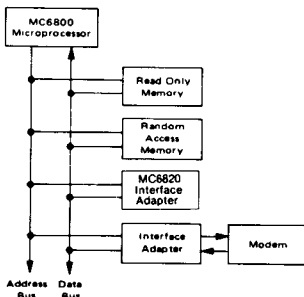 MC6800
Microprocessor
Read Only
Memory
Random
Access
Memory
MC6820
Interface
Adapter
Interface
Adapter
Modem
Address
Bus
Data
Bus